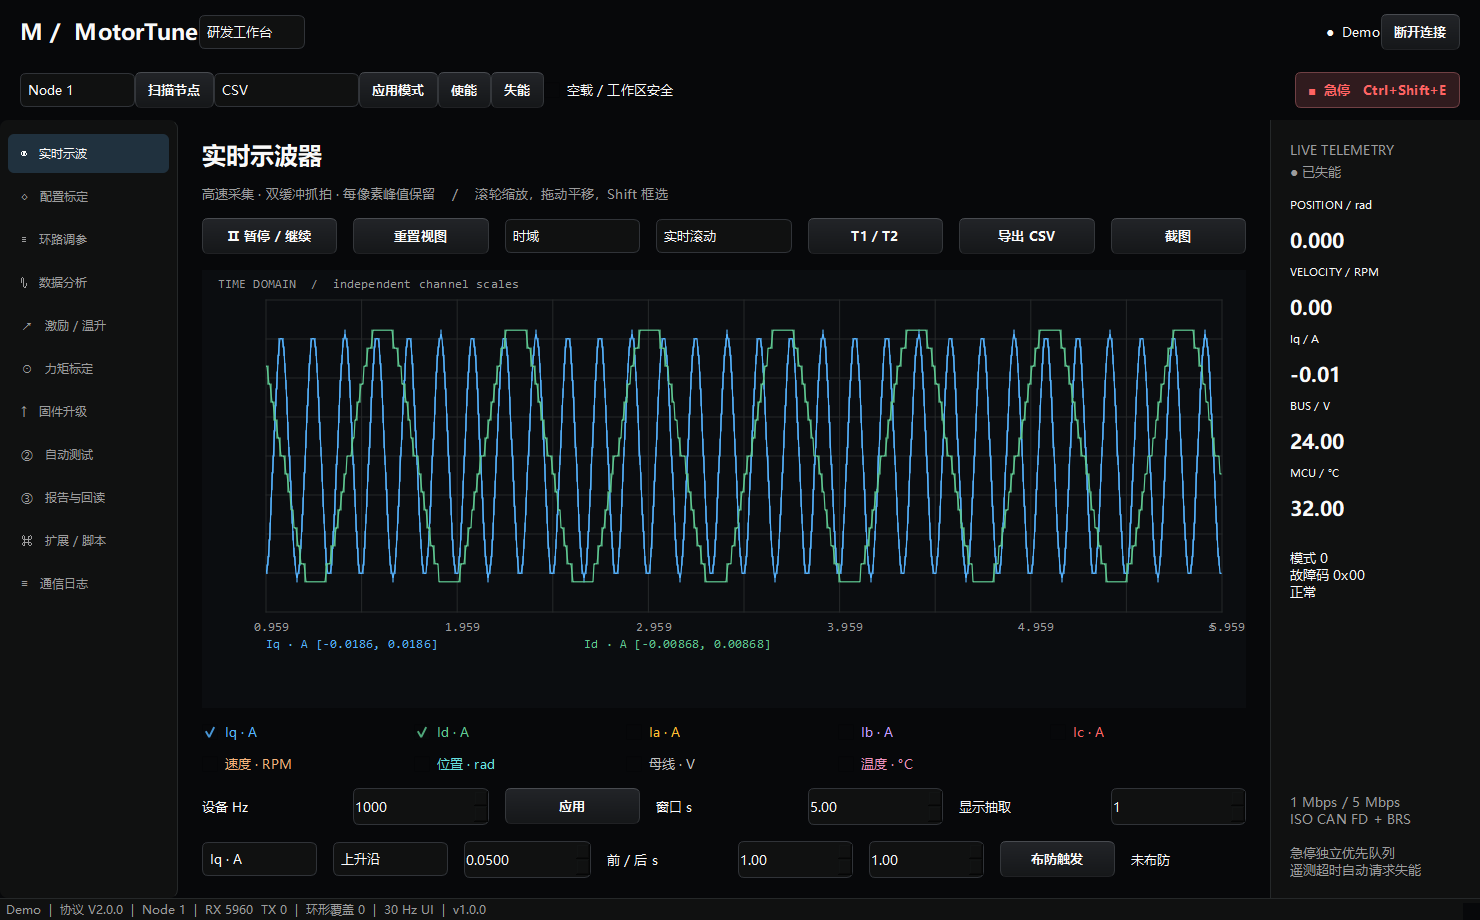 M / MotorTune 研发工作台
● Demo 断开连接
Node 1 扫描节点 CSV 应用模式 使能 失能 空载 / 工作区安全
■ 急停 Ctrl+Shift+E
实时示波
配置标定
环路调参
数据分析
激励 / 温升
力矩标定
固件升级
② 自动测试
③ 报告与回读
⌘ 扩展 / 脚本
≡ 通信日志
实时示波器
高速采集 · 双缓冲抓拍 · 每像素峰值保留 / 滚轮缩放，拖动平移，Shift 框选
II 暂停 / 继续 重置视图 时域 实时滚动 T1 / T2 导出 CSV 截图
TIME DOMAIN / independent channel scales
0.959 1.959 2.959 3.959 4.959 5.959
Iq · A [-0.0186, 0.0186] Id · A [-0.00868, 0.00868]
✓ Iq · A ✓ Id · A Ia · A Ib · A Ic · A
速度 · RPM 位置 · rad 母线 · V 温度 · °C
设备 Hz 1000 应用 窗口 s 5.00 显示抽取 1
Iq · A 上升沿 0.0500 前 / 后 s 1.00 1.00 布防触发 未布防
LIVE TELEMETRY
● 已失能
POSITION / rad
0.000
VELOCITY / RPM
0.00
Iq / A
-0.01
BUS / V
24.00
MCU / °C
32.00
模式 0
故障码 0x00
正常
1 Mbps / 5 Mbps
ISO CAN FD + BRS
急停独立优先队列
遥测超时自动请求失能
Demo | 协议 V2.0.0 | Node 1 | RX 5960 TX 0 | 环形覆盖 0 | 30 Hz UI | v1.0.0